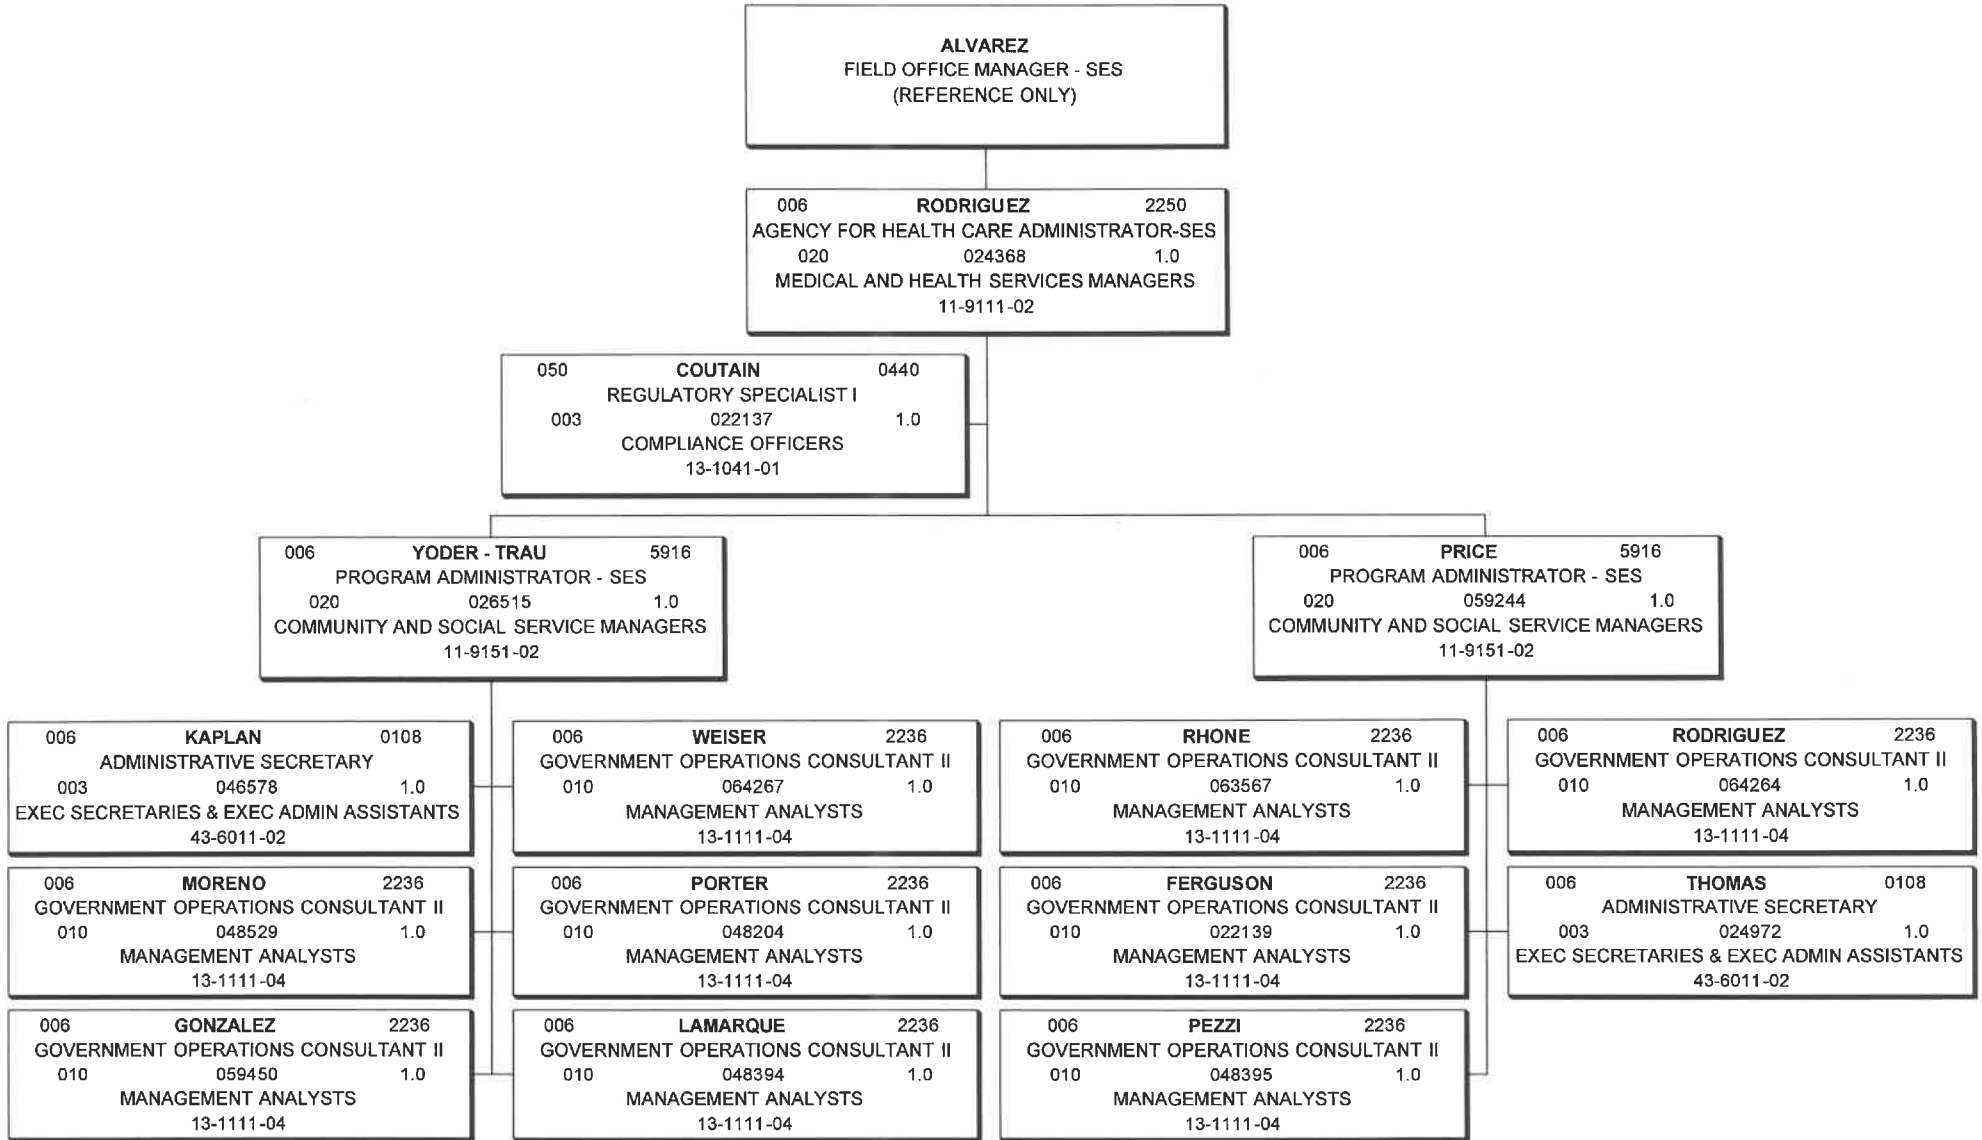 ALVAREZ
FIELD OFFICE MANAGER - SES
(REFERENCE ONLY)
006 RODRIGUEZ 2250
AGENCY FOR HEALTH CARE ADMINISTRATOR-SES
020 024368 1.0
MEDICAL AND HEALTH SERVICES MANAGERS
11-9111-02
050 COUTAIN 0440
REGULATORY SPECIALIST I
003 022137 1.0
COMPLIANCE OFFICERS
13-1041-01
006 YODER - TRAU 5916
PROGRAM ADMINISTRATOR - SES
020 026515 1.0
COMMUNITY AND SOCIAL SERVICE MANAGERS
11-9151-02
006 PRICE 5916
PROGRAM ADMINISTRATOR - SES
020 059244 1.0
COMMUNITY AND SOCIAL SERVICE MANAGERS
11-9151-02
006 KAPLAN 0108
ADMINISTRATIVE SECRETARY
003 046578 1.0
EXEC SECRETARIES & EXEC ADMIN ASSISTANTS
43-6011-02
006 WEISER 2236
GOVERNMENT OPERATIONS CONSULTANT II
010 064267 1.0
MANAGEMENT ANALYSTS
13-1111-04
006 RHONE 2236
GOVERNMENT OPERATIONS CONSULTANT II
010 063567 1.0
MANAGEMENT ANALYSTS
13-1111-04
006 RODRIGUEZ 2236
GOVERNMENT OPERATIONS CONSULTANT II
010 064264 1.0
MANAGEMENT ANALYSTS
13-1111-04
006 MORENO 2236
GOVERNMENT OPERATIONS CONSULTANT II
010 048529 1.0
MANAGEMENT ANALYSTS
13-1111-04
006 PORTER 2236
GOVERNMENT OPERATIONS CONSULTANT II
010 048204 1.0
MANAGEMENT ANALYSTS
13-1111-04
006 FERGUSON 2236
GOVERNMENT OPERATIONS CONSULTANT II
010 022139 1.0
MANAGEMENT ANALYSTS
13-1111-04
006 THOMAS 0108
ADMINISTRATIVE SECRETARY
003 024972 1.0
EXEC SECRETARIES & EXEC ADMIN ASSISTANTS
43-6011-02
006 GONZALEZ 2236
GOVERNMENT OPERATIONS CONSULTANT II
010 059450 1.0
MANAGEMENT ANALYSTS
13-1111-04
006 LAMARQUE 2236
GOVERNMENT OPERATIONS CONSULTANT II
010 048394 1.0
MANAGEMENT ANALYSTS
13-1111-04
006 PEZZI 2236
GOVERNMENT OPERATIONS CONSULTANT II
010 048395 1.0
MANAGEMENT ANALYSTS
13-1111-04